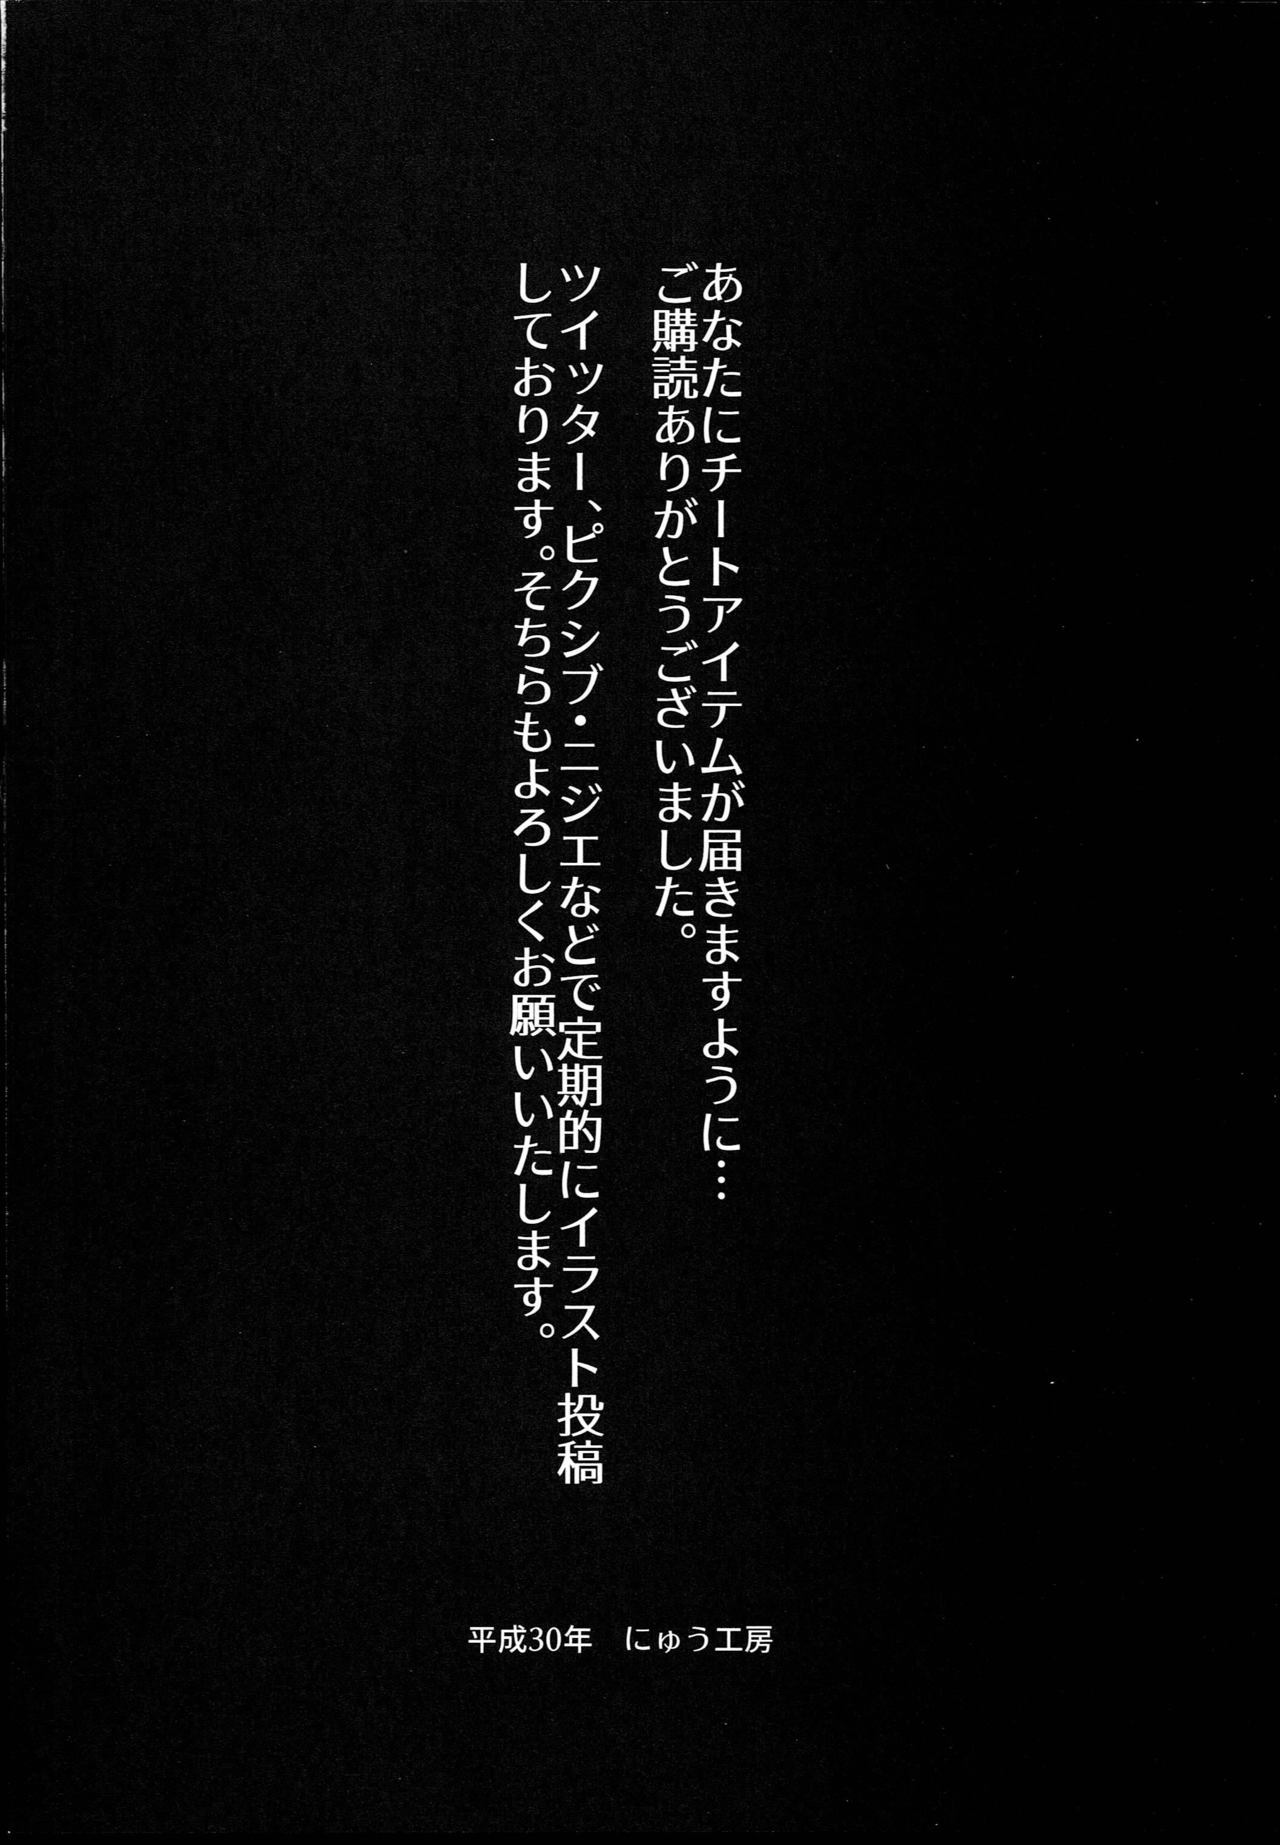 あなたにチートアイテムが届きますように…
ご購読ありがとうございました。
ツイッター、ピクシブ・ニジエなどで定期的にイラスト投稿
しております。そちらもよろしくお願いいたします。
平成30年　にゅう工房